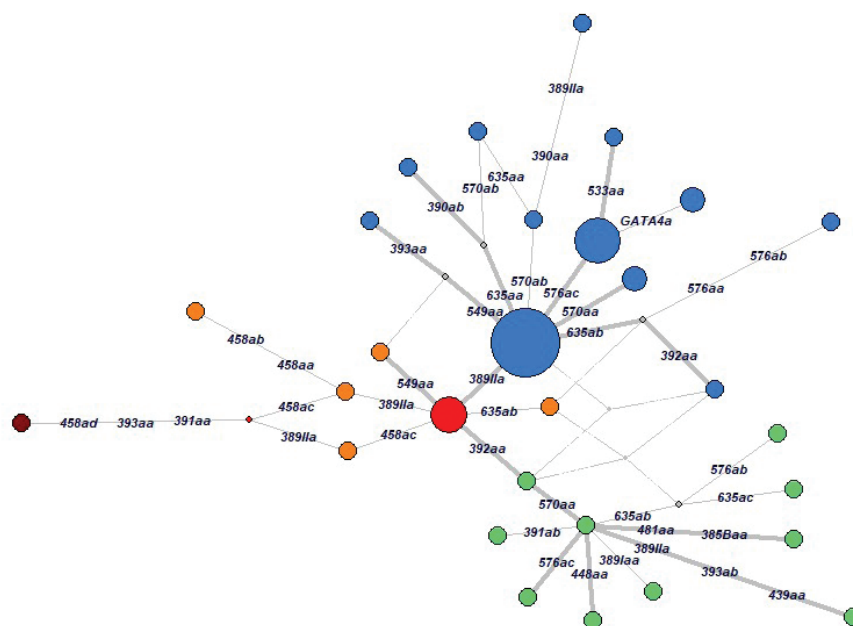 389IIa
390aa
635aa
570ab
533aa
390ab
GATA4a
393aa
576ab
570ab
576ac
576aa
635aa
570aa
549aa
635ab
458ab
392aa
458aa
549aa
389IIa
458ac
389IIa
635ab
391aa
458ad
393aa
389IIa
458ac
392aa
576ab
570aa
635ac
635ab
481aa
385Baa
391ab
389IIa
576ac
389Iaa
393ab
448aa
439aa